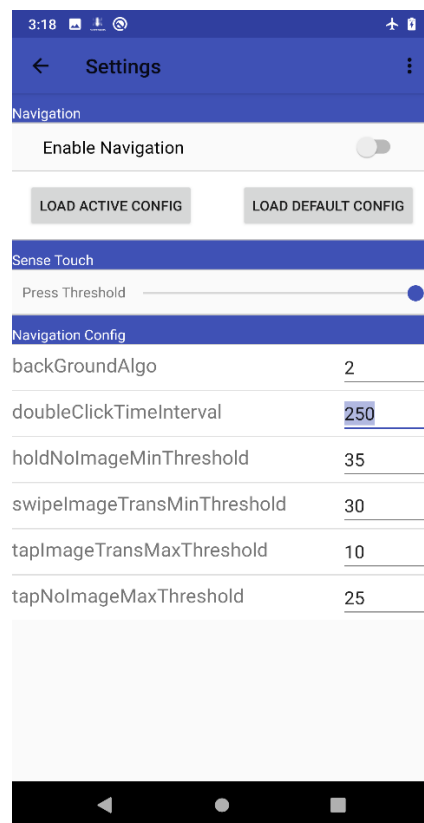 3:18
Settings
Navigation
Enable Navigation
LOAD ACTIVE CONFIG LOAD DEFAULT CONFIG
Sense Touch
Press Threshold
Navigation Config
backGroundAlgo 2
doubleClickTimeInterval 250
holdNoImageMinThreshold 35
swipeImageTransMinThreshold 30
tapImageTransMaxThreshold 10
tapNoImageMaxThreshold 25